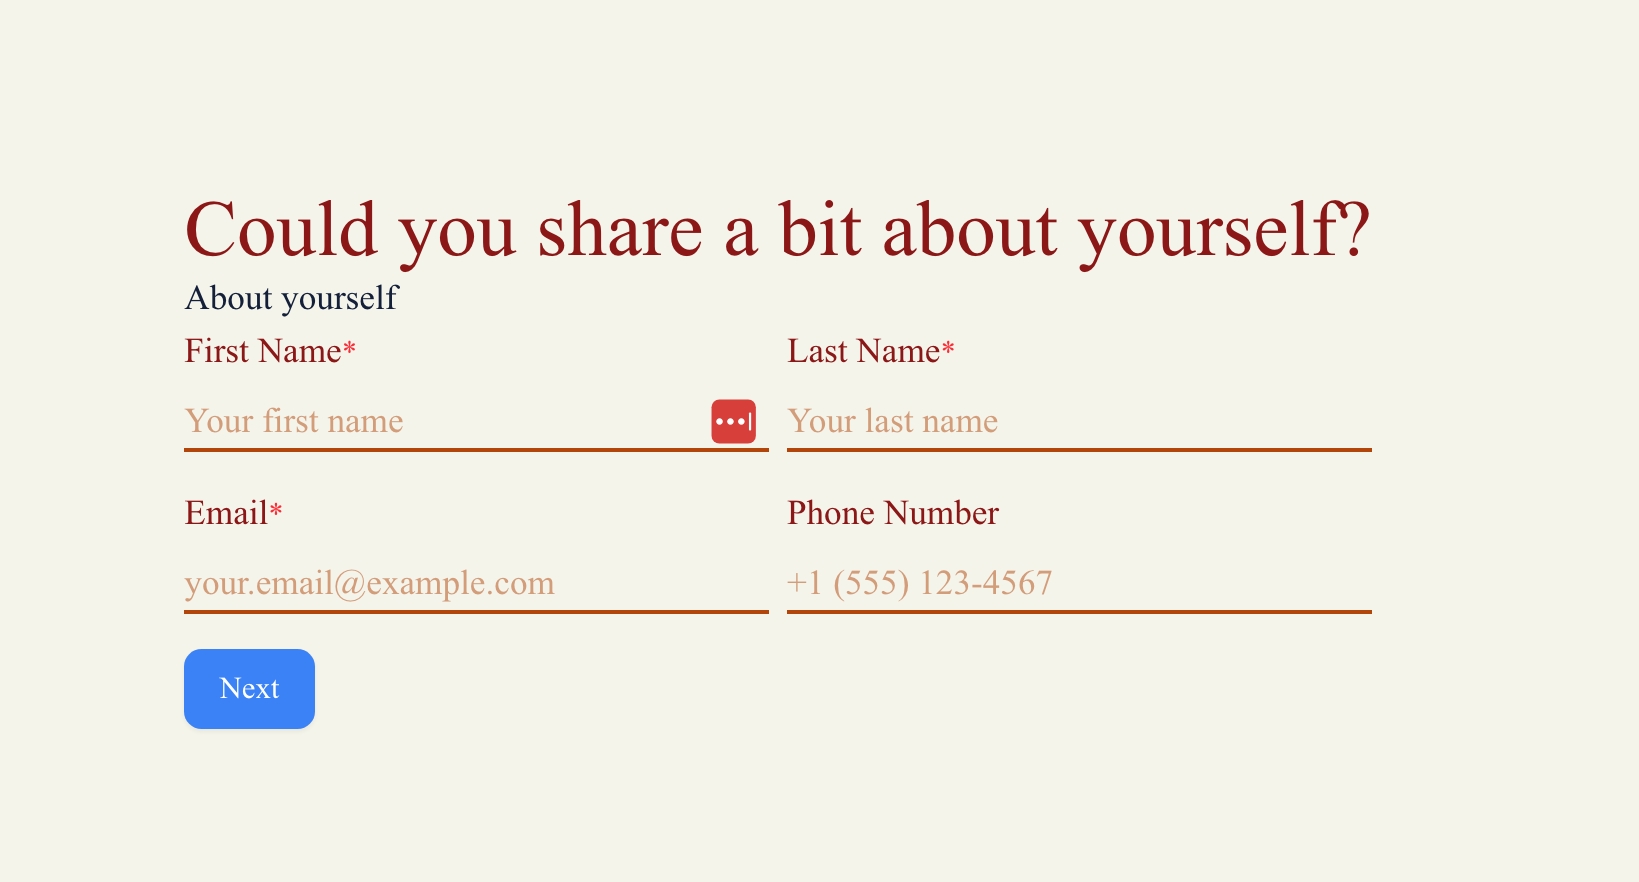 Could you share a bit about yourself?
About yourself
First Name*
Last Name*
Your first name
Your last name
Email*
Phone Number
your.email@example.com
+1 (555) 123-4567
Next